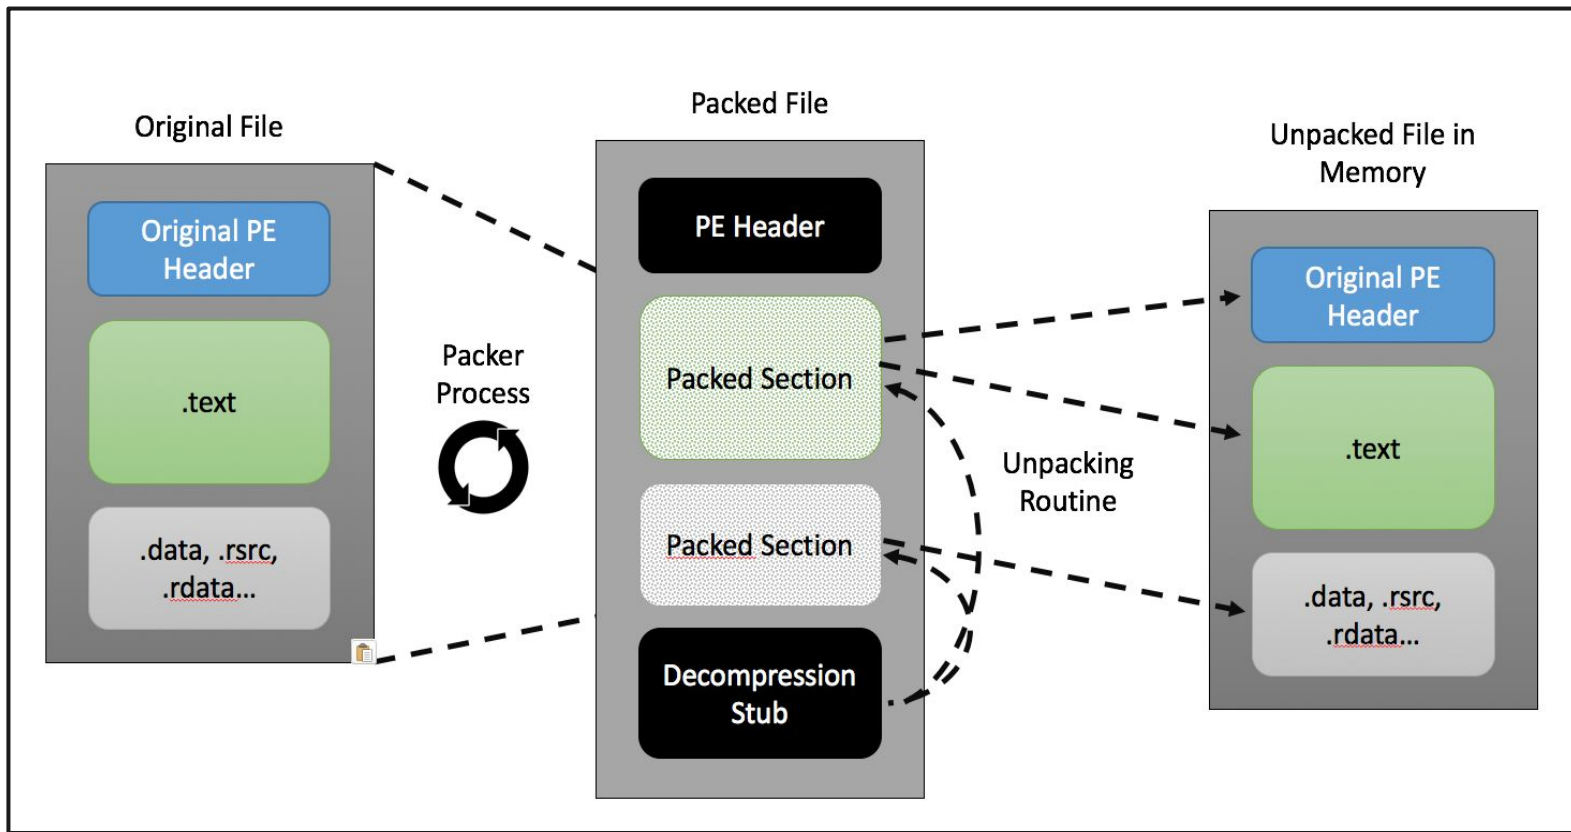 Original File
Original PE
Header
.text
.data, .rsrc,
.rdata...
Packer
Process
Packed File
PE Header
Packed Section
Packed Section
Decompression
Stub
Unpacking
Routine
Unpacked File in
Memory
Original PE
Header
.text
.data, .rsrc,
.rdata...